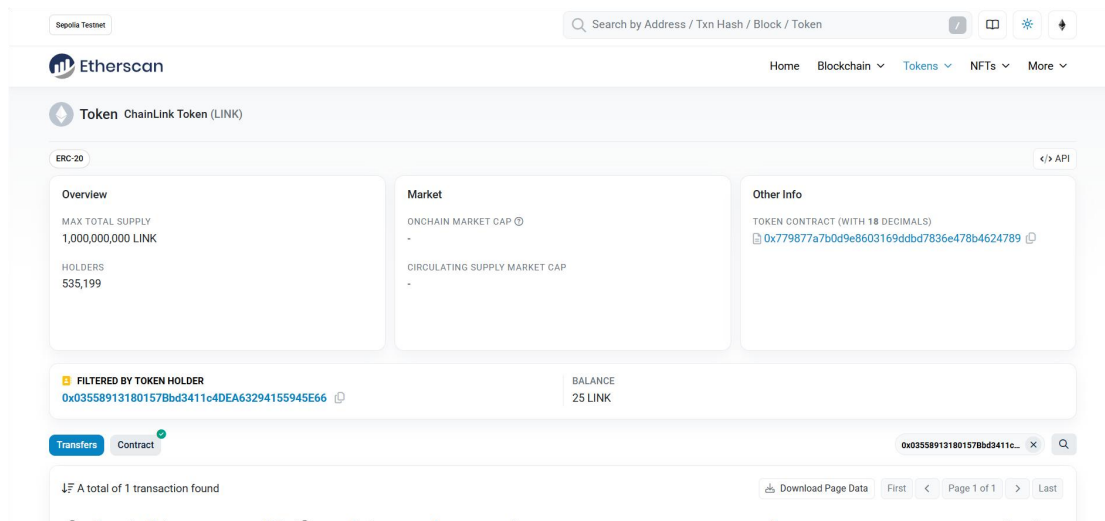 Sepolia Testnet
Search by Address / Txn Hash / Block / Token
/
Etherscan
Home Blockchain Tokens NFTs More
Token ChainLink Token (LINK)
ERC-20
</> API
Overview
MAX TOTAL SUPPLY
1,000,000,000 LINK
HOLDERS
535,199
Market
ONCHAIN MARKET CAP
-
CIRCULATING SUPPLY MARKET CAP
-
Other Info
TOKEN CONTRACT (WITH 18 DECIMALS)
0x779877a7b0d9e8603169ddbd7836e478b4624789
FILTERED BY TOKEN HOLDER
0x03558913180157Bbd3411c4DEA63294155945E66
BALANCE
25 LINK
Transfers Contract
0x03558913180157Bbd3411c...
A total of 1 transaction found
Download Page Data First Page 1 of 1 Last